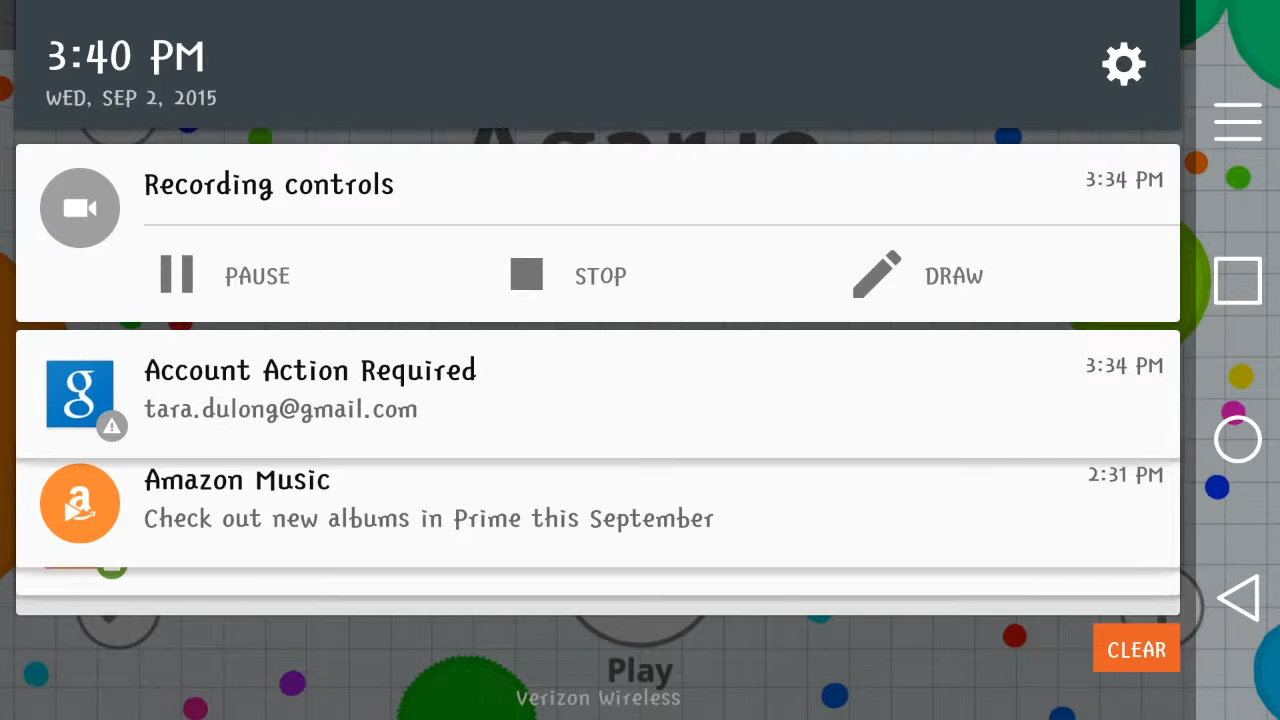 3:40 PM
WED, SEP 2, 2015
Agario
Recording controls
3:34 PM
PAUSE
STOP
DRAW
g
Account Action Required
3:34 PM
tara.dulong@gmail.com
a
Amazon Music
2:31 PM
Check out new albums in Prime this September
CLEAR
Play
Verizon Wireless